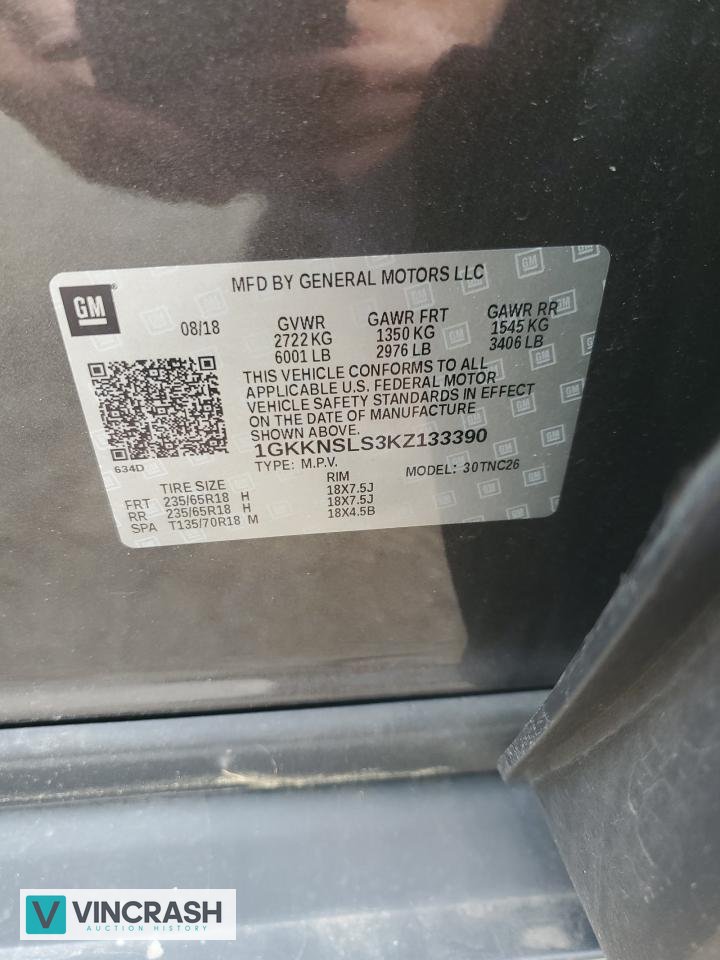 GM
MFD BY GENERAL MOTORS LLC
08/18 GVWR GAWR FRT GAWR RR
2722 KG 1350 KG 1545 KG
6001 LB 2976 LB 3406 LB
THIS VEHICLE CONFORMS TO ALL
APPLICABLE U.S. FEDERAL MOTOR
VEHICLE SAFETY STANDARDS IN EFFECT
ON THE DATE OF MANUFACTURE
SHOWN ABOVE.
1GKKNSLS3KZ133390
634D
TYPE: M.P.V. MODEL: 30TNC26
TIRE SIZE RIM
FRT 235/65R18 H 18X7.5J
RR 235/65R18 H 18X7.5J
SPA T135/70R18 M 18X4.5B
V VINCRASH
AUCTION HISTORY